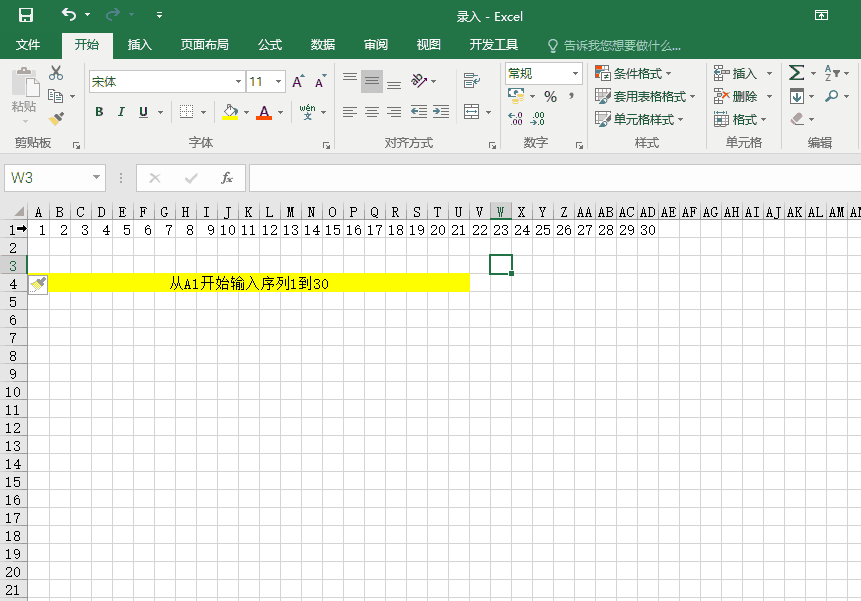 录入 - Excel
文件 开始 插入 页面布局 公式 数据 审阅 视图 开发工具 告诉我您想要做什么...
粘贴 宋体 11 A A 常规 条件格式 插入 Σ A Z
B I U A wén 文 % , 套用表格格式 删除
←.0 .00 .00 →.0 单元格样式 格式
剪贴板 字体 对齐方式 数字 样式 单元格 编辑
W3 fx
A B C D E F G H I J K L M N O P Q R S T U V W X Y Z AA AB AC AD AE AF AG AH AI AJ AK AL AM AN
1 1 2 3 4 5 6 7 8 9 10 11 12 13 14 15 16 17 18 19 20 21 22 23 24 25 26 27 28 29 30
2
3
4 从A1开始输入序列1到30
5
6
7
8
9
10
11
12
13
14
15
16
17
18
19
20
21